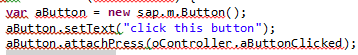 var aButton = new sap.m.Button();
aButton.setText("click this button");
aButton.attachPress(oController.aButtonClicked);